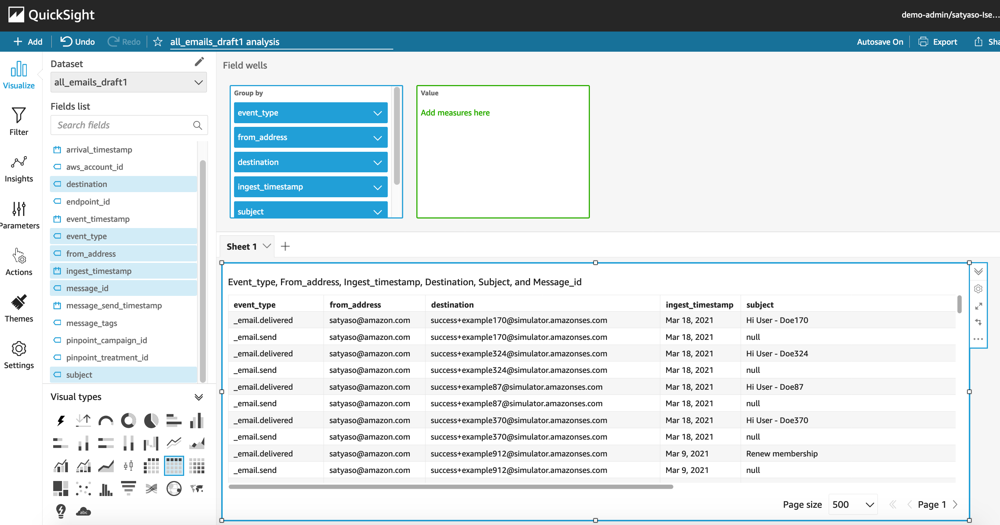 QuickSight
demo-admin/satyaso-Ise...
Add
Undo
Redo
all_emails_draft1 analysis
Autosave On
Export
Sha
Visualize
Filter
Insights
Parameters
Actions
Themes
Settings
Dataset
all_emails_draft1
Fields list
Search fields
arrival_timestamp
aws_account_id
destination
endpoint_id
event_timestamp
event_type
from_address
ingest_timestamp
message_id
message_send_timestamp
message_tags
pinpoint_campaign_id
pinpoint_treatment_id
subject
Visual types
abc
Field wells
Group by
event_type
from_address
destination
ingest_timestamp
subject
Value
Add measures here
Sheet 1
Event_type, From_address, Ingest_timestamp, Destination, Subject, and Message_id
event_type from_address destination ingest_timestamp subject
_email.delivered satyaso@amazon.com success+example170@simulator.amazonses.com Mar 18, 2021 Hi User - Doe170
_email.send satyaso@amazon.com success+example170@simulator.amazonses.com Mar 18, 2021 null
_email.delivered satyaso@amazon.com success+example324@simulator.amazonses.com Mar 18, 2021 Hi User - Doe324
_email.send satyaso@amazon.com success+example324@simulator.amazonses.com Mar 18, 2021 null
_email.delivered satyaso@amazon.com success+example87@simulator.amazonses.com Mar 18, 2021 Hi User - Doe87
_email.send satyaso@amazon.com success+example87@simulator.amazonses.com Mar 18, 2021 null
_email.delivered satyaso@amazon.com success+example370@simulator.amazonses.com Mar 18, 2021 Hi User - Doe370
_email.send satyaso@amazon.com success+example370@simulator.amazonses.com Mar 18, 2021 null
_email.delivered satyaso@amazon.com success+example912@simulator.amazonses.com Mar 9, 2021 Renew membership
_email.send satyaso@amazon.com success+example912@simulator.amazonses.com Mar 9, 2021 null
Page size 500 Page 1